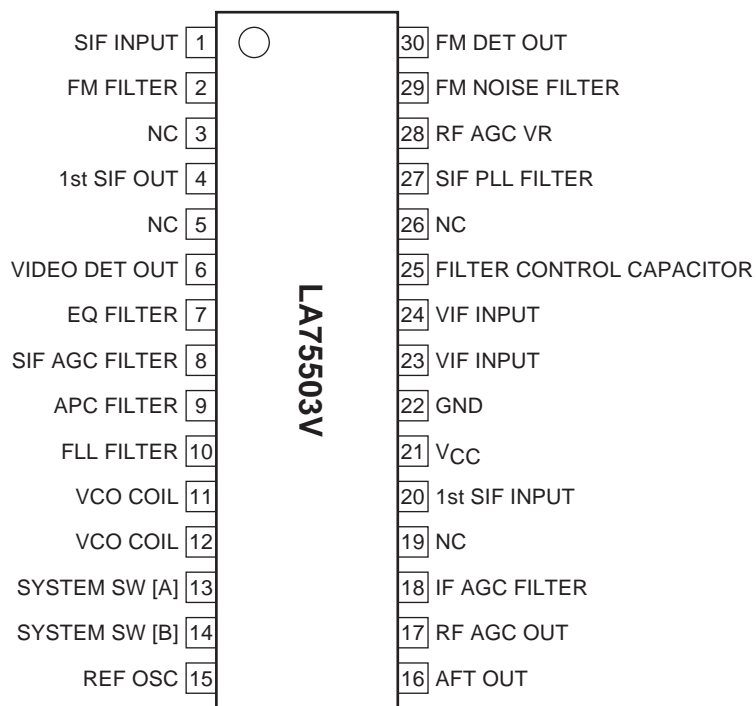 SIF INPUT 1
FM FILTER 2
NC 3
1st SIF OUT 4
NC 5
VIDEO DET OUT 6
EQ FILTER 7
SIF AGC FILTER 8
APC FILTER 9
FLL FILTER 10
VCO COIL 11
VCO COIL 12
SYSTEM SW [A] 13
SYSTEM SW [B] 14
REF OSC 15
LA75503V
30 FM DET OUT
29 FM NOISE FILTER
28 RF AGC VR
27 SIF PLL FILTER
26 NC
25 FILTER CONTROL CAPACITOR
24 VIF INPUT
23 VIF INPUT
22 GND
21 VCC
20 1st SIF INPUT
19 NC
18 IF AGC FILTER
17 RF AGC OUT
16 AFT OUT